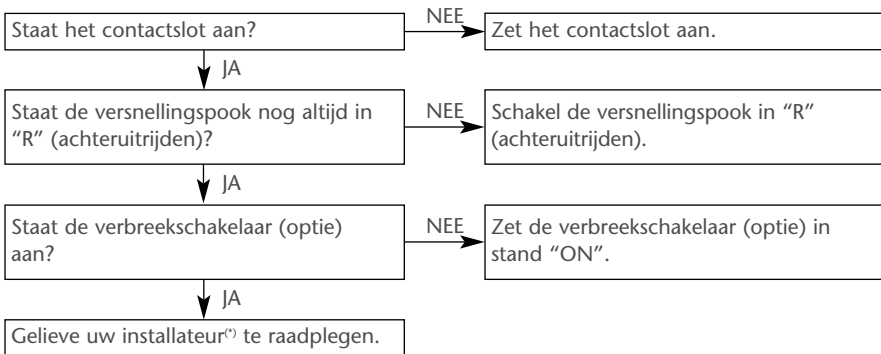 Staat het contactslot aan?
NEE
Zet het contactslot aan.
JA
Staat de versnellingspook nog altijd in
“R” (achteruitrijden)?
NEE
Schakel de versnellingspook in “R”
(achteruitrijden).
JA
Staat de verbreekschakelaar (optie)
aan?
NEE
Zet de verbreekschakelaar (optie) in
stand “ON”.
JA
Gelieve uw installateur(*) te raadplegen.